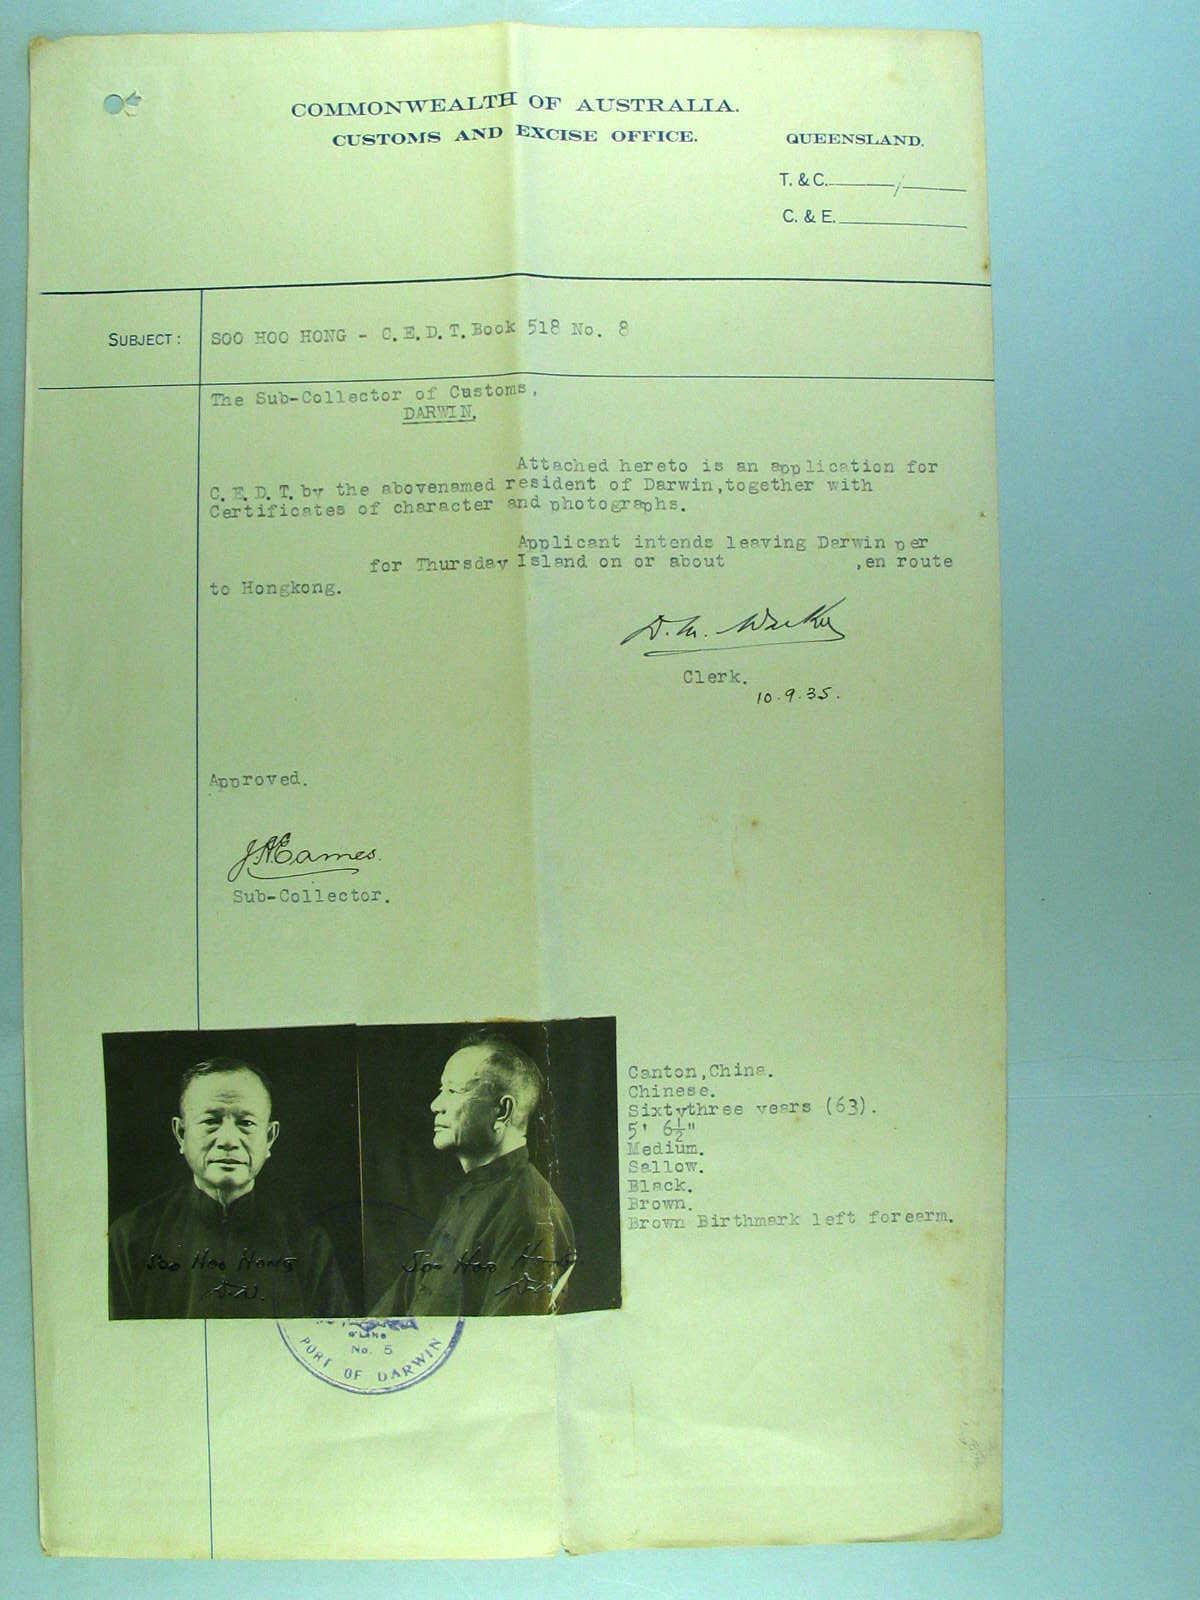 COMMONWEALTH OF AUSTRALIA.
CUSTOMS AND EXCISE OFFICE.
QUEENSLAND.
T. & C. /
C. & E.
SUBJECT:
SOO HOO HONG - C.E.D.T. Book 518 No. 8
The Sub-Collector of Customs,
DARWIN.
Attached hereto is an application for
C.E.D.T. by the abovenamed resident of Darwin, together with
Certificates of character and photographs.
Applicant intends leaving Darwin per
for Thursday Island on or about ,en route
to Hongkong.
D. M.
Clerk.
10.9.35.
Approved.
Sub-Collector.
Canton, China.
Chinese.
Sixtythree years (63).
5' 6½"
Medium.
Sallow.
Black.
Brown.
Brown Birthmark left forearm.
Soo Hoo Hong
Soo Hoo Hong
No. 5
PORT OF DARWIN